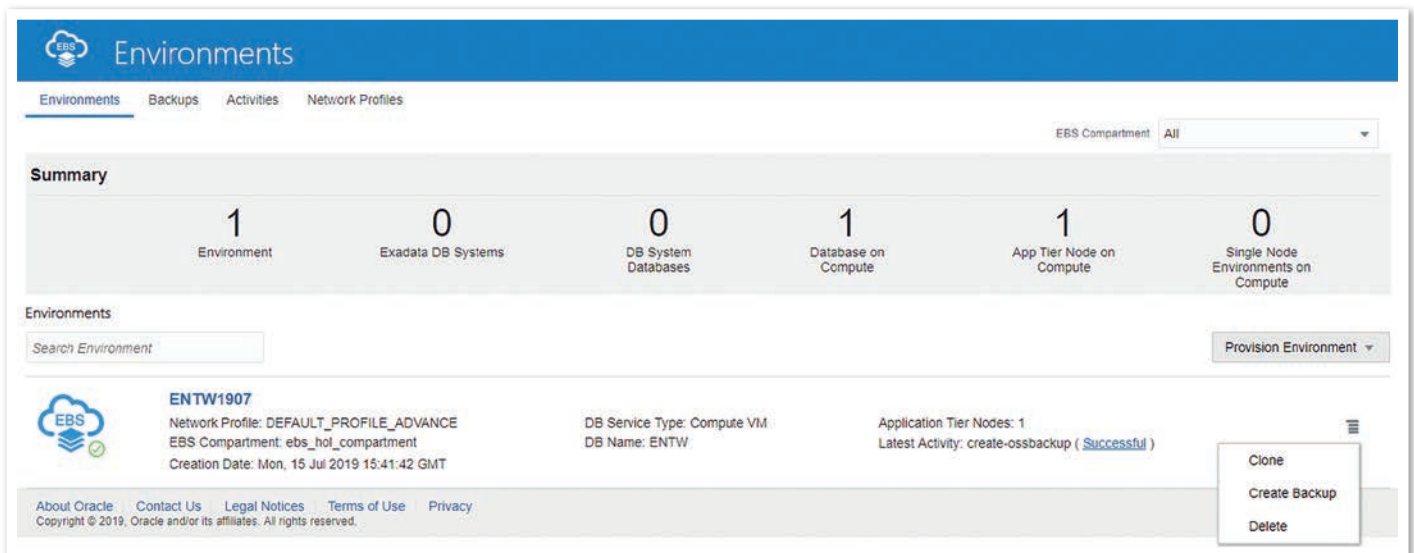 EBS
Environments
Environments Backups Activities Network Profiles
EBS Compartment All
Summary
1 0 0 1 1 0
Environment Exadata DB Systems DB System Database on App Tier Node on Single Node
Databases Compute Compute Environments on
Compute
Environments
Search Environment Provision Environment
ENTW1907
EBS Network Profile: DEFAULT_PROFILE_ADVANCE DB Service Type: Compute VM Application Tier Nodes: 1
EBS Compartment: ebs_hol_compartment DB Name: ENTW Latest Activity: create-ossbackup ( Successful )
Creation Date: Mon, 15 Jul 2019 15:41:42 GMT
Clone
Create Backup
Delete
About Oracle Contact Us Legal Notices Terms of Use Privacy
Copyright © 2019, Oracle and/or its affiliates. All rights reserved.